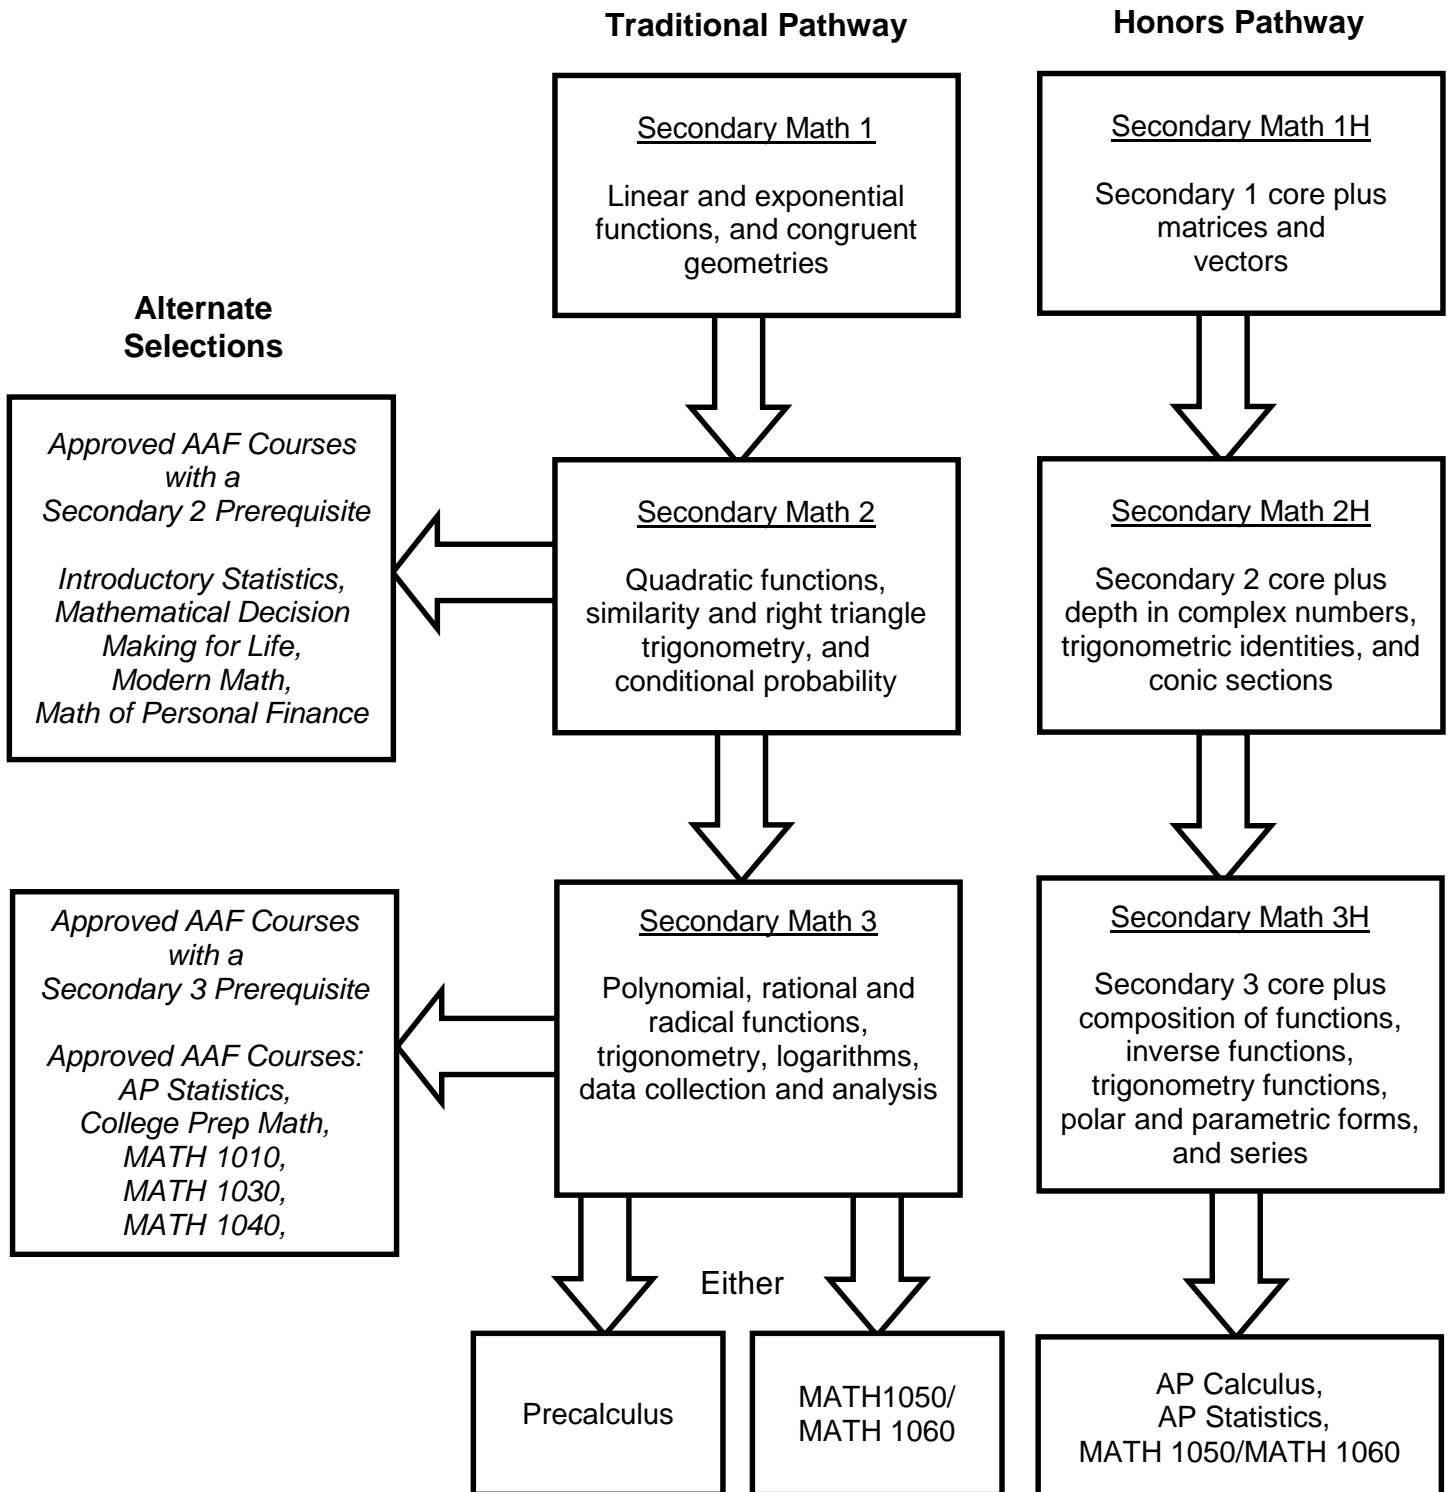 Traditional Pathway
Honors Pathway
Secondary Math 1
Linear and exponential
functions, and congruent
geometries
Secondary Math 1H
Secondary 1 core plus
matrices and
vectors
Alternate
Selections
Approved AAF Courses
with a
Secondary 2 Prerequisite
Introductory Statistics,
Mathematical Decision
Making for Life,
Modern Math,
Math of Personal Finance
Secondary Math 2
Quadratic functions,
similarity and right triangle
trigonometry, and
conditional probability
Secondary Math 2H
Secondary 2 core plus
depth in complex numbers,
trigonometric identities, and
conic sections
Approved AAF Courses
with a
Secondary 3 Prerequisite
Approved AAF Courses:
AP Statistics,
College Prep Math,
MATH 1010,
MATH 1030,
MATH 1040,
Secondary Math 3
Polynomial, rational and
radical functions,
trigonometry, logarithms,
data collection and analysis
Secondary Math 3H
Secondary 3 core plus
composition of functions,
inverse functions,
trigonometry functions,
polar and parametric forms,
and series
Either
Precalculus
MATH1050/
MATH 1060
AP Calculus,
AP Statistics,
MATH 1050/MATH 1060